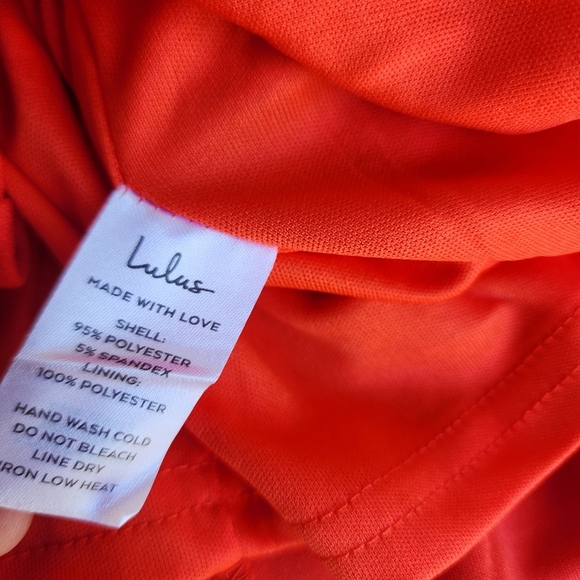 Lulus
MADE WITH LOVE
SHELL:
95% POLYESTER
5% SPANDEX
LINING:
100% POLYESTER
HAND WASH COLD
DO NOT BLEACH
LINE DRY
IRON LOW HEAT